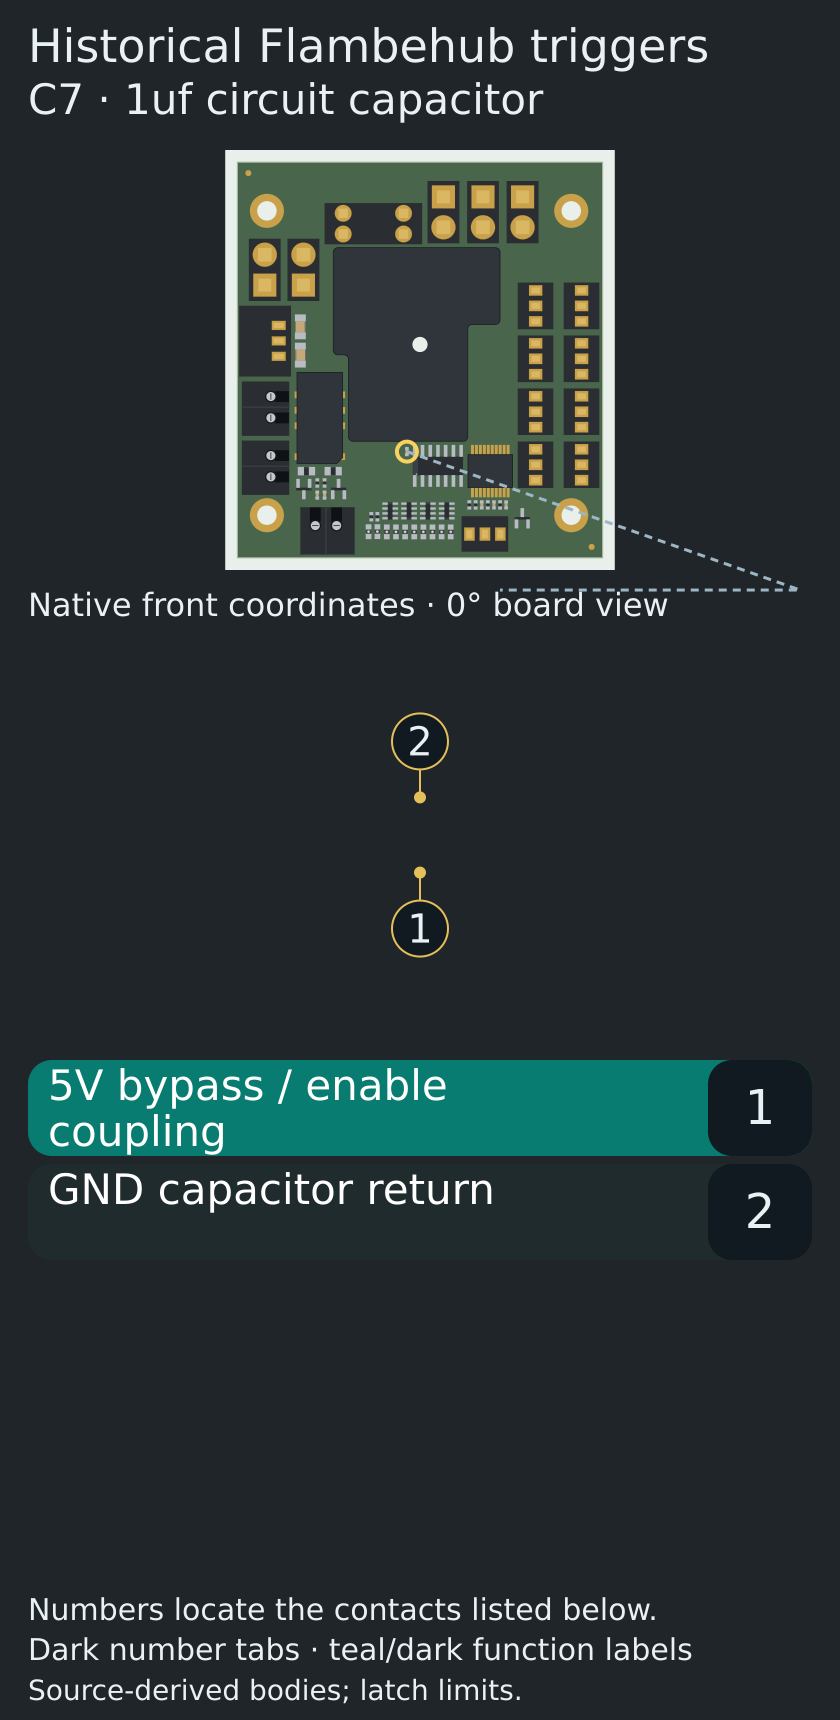 Historical Flambehub triggers
C7 · 1uf circuit capacitor
Native front coordinates · 0° board view
2
1
5V bypass / enable
coupling
1
GND capacitor return
2
Numbers locate the contacts listed below.
Dark number tabs · teal/dark function labels
Source-derived bodies; latch limits.